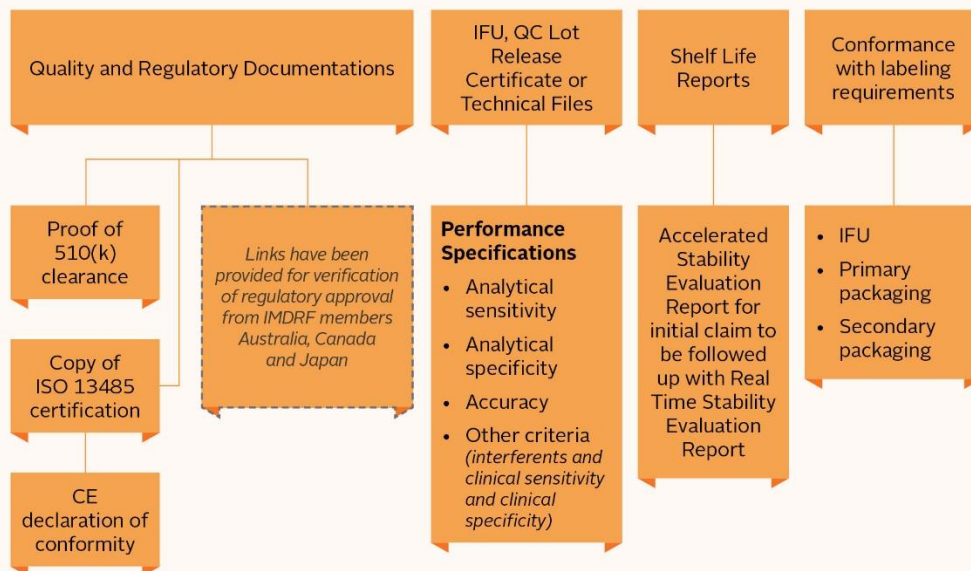 Quality and Regulatory Documentations
IFU, QC Lot
Release
Certificate or
Technical Files
Shelf Life
Reports
Conformance
with labeling
requirements
Proof of
510(k)
clearance
Copy of
ISO 13485
certification
CE
declaration of
conformity
Links have been
provided for verification
of regulatory approval
from IMDRF members
Australia, Canada
and Japan
Performance
Specifications
• Analytical
sensitivity
• Analytical
specificity
• Accuracy
• Other criteria
(interferents and
clinical sensitivity
and clinical
specificity)
Accelerated
Stability
Evaluation
Report for
initial claim to
be followed
up with Real
Time Stability
Evaluation
Report
• IFU
• Primary
packaging
• Secondary
packaging